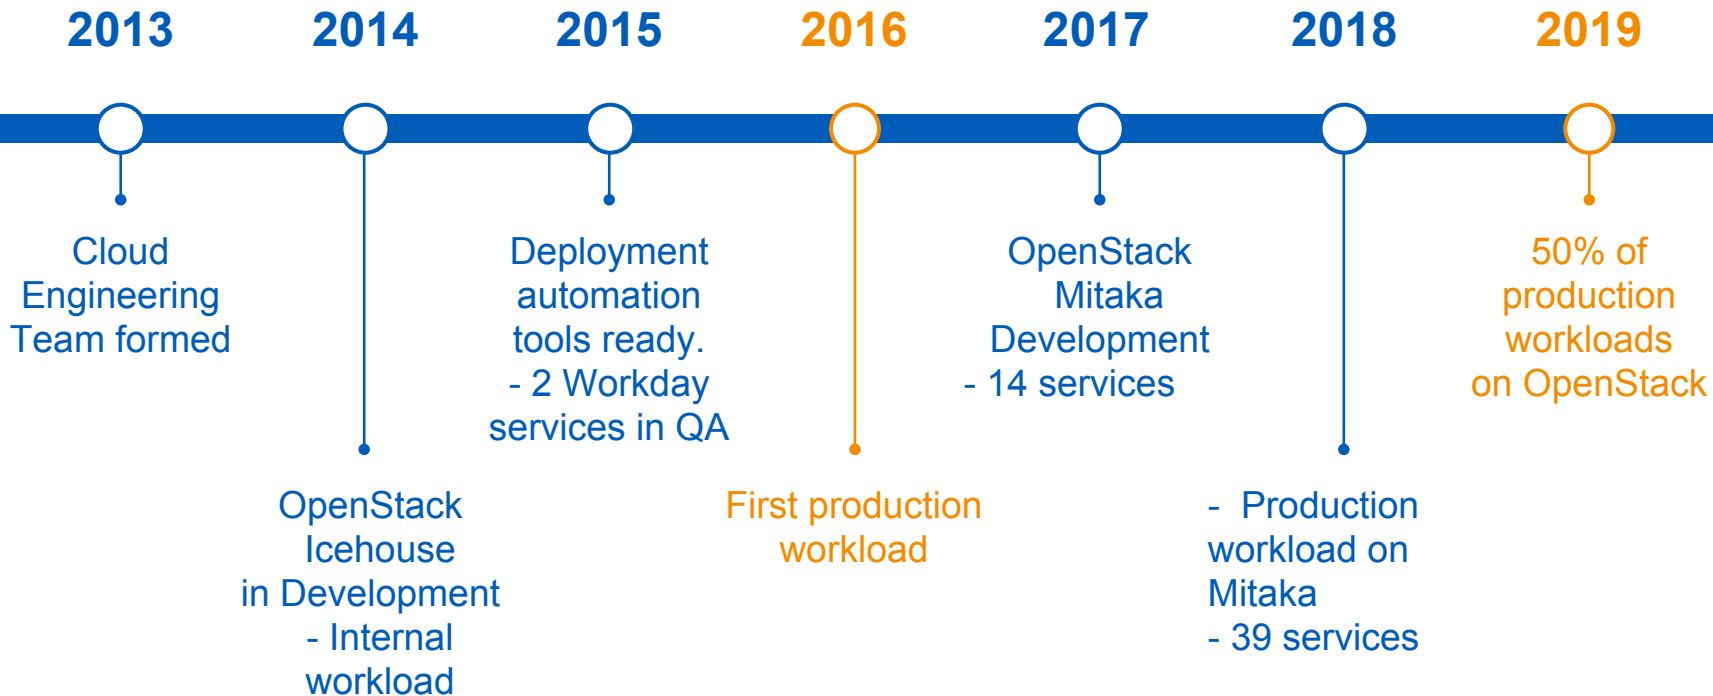 2013
2014
2015
2016
2017
2018
2019
Cloud
Engineering
Team formed
OpenStack
Icehouse
in Development
- Internal
workload
Deployment
automation
tools ready.
- 2 Workday
services in QA
First production
workload
OpenStack
Mitaka
Development
- 14 services
- Production
workload on
Mitaka
- 39 services
50% of
production
workloads
on OpenStack